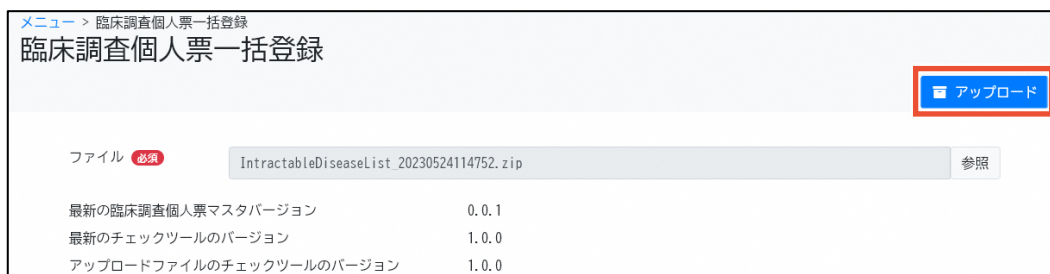 メニュー > 臨床調査個人票一括登録
臨床調査個人票一括登録
アップロード
ファイル 必須 IntractableDiseaseList_20230524114752.zip 参照
最新の臨床調査個人票マスタバージョン 0.0.1
最新のチェックツールのバージョン 1.0.0
アップロードファイルのチェックツールのバージョン 1.0.0